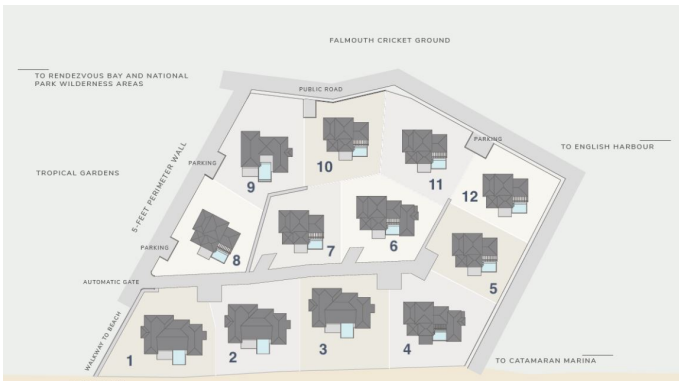 FALMOUTH CRICKET GROUND
TO RENDEZVOUS BAY AND NATIONAL
PARK WILDERNESS AREAS
PUBLIC ROAD
PARKING
TO ENGLISH HARBOUR
PARKING
TROPICAL GARDENS
5-FEET PERIMETER WALL
10
11
9
12
PARKING
8
7
6
5
AUTOMATIC GATE
WALKWAY TO BEACH
1
2
3
4
TO CATAMARAN MARINA